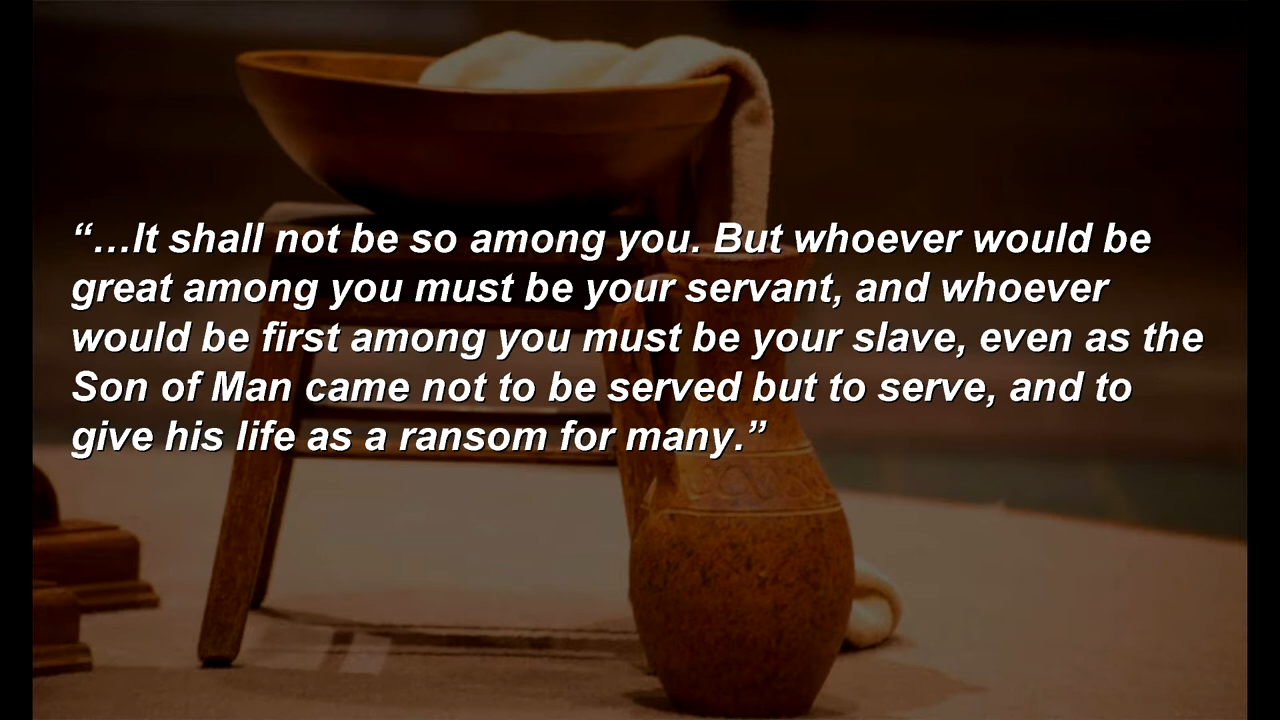 “…It shall not be so among you. But whoever would be
great among you must be your servant, and whoever
would be first among you must be your slave, even as the
Son of Man came not to be served but to serve, and to
give his life as a ransom for many.”